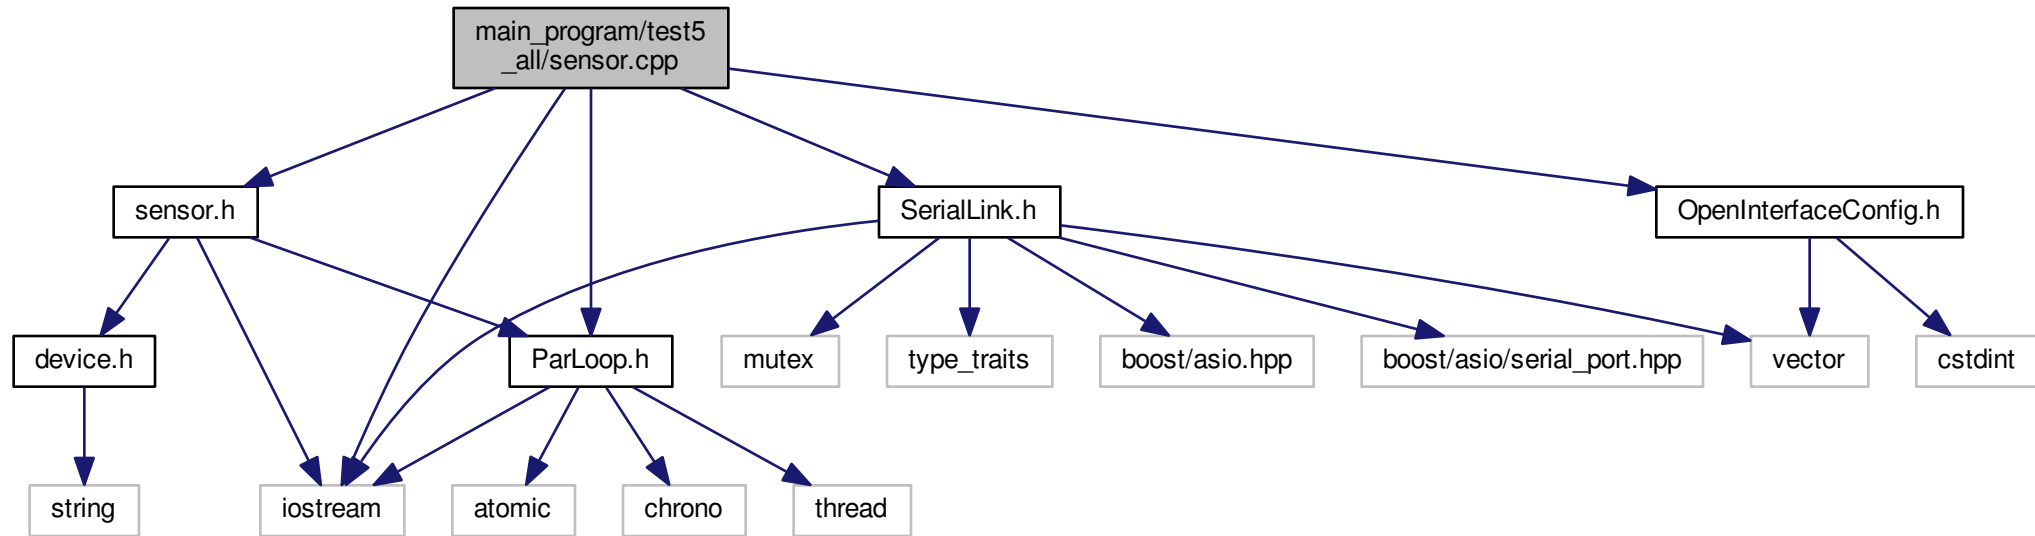 main_program/test5
_all/sensor.cpp
sensor.h
SerialLink.h
OpenInterfaceConfig.h
device.h
ParLoop.h
mutex
type_traits
boost/asio.hpp
boost/asio/serial_port.hpp
vector
cstdint
string
iostream
atomic
chrono
thread